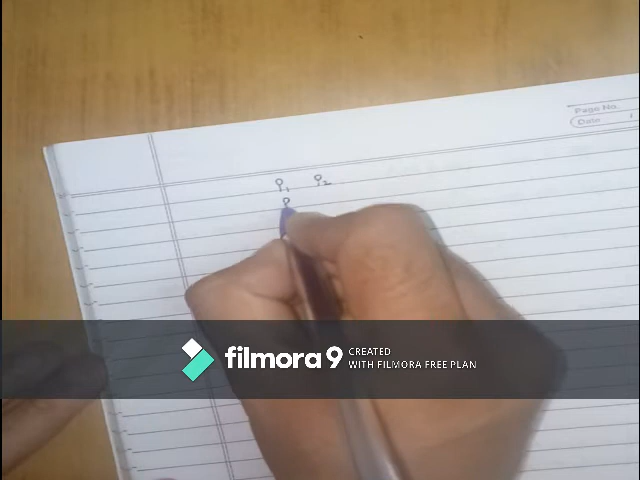 Page No.
Date
P1 P2
P
filmora 9 CREATED
WITH FILMORA FREE PLAN